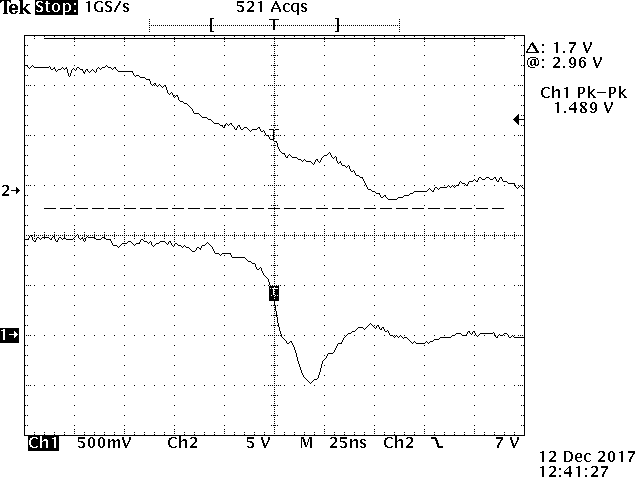 Tek Stop: 1GS/s 521 Acqs
[ T ]
Δ: 1.7 V
@: 2.96 V
Ch1 Pk-Pk
1.489 V
T
2→
T
1→
Ch1 500mV Ch2 5 V M 25ns Ch2 7 V
12 Dec 2017
12:41:27